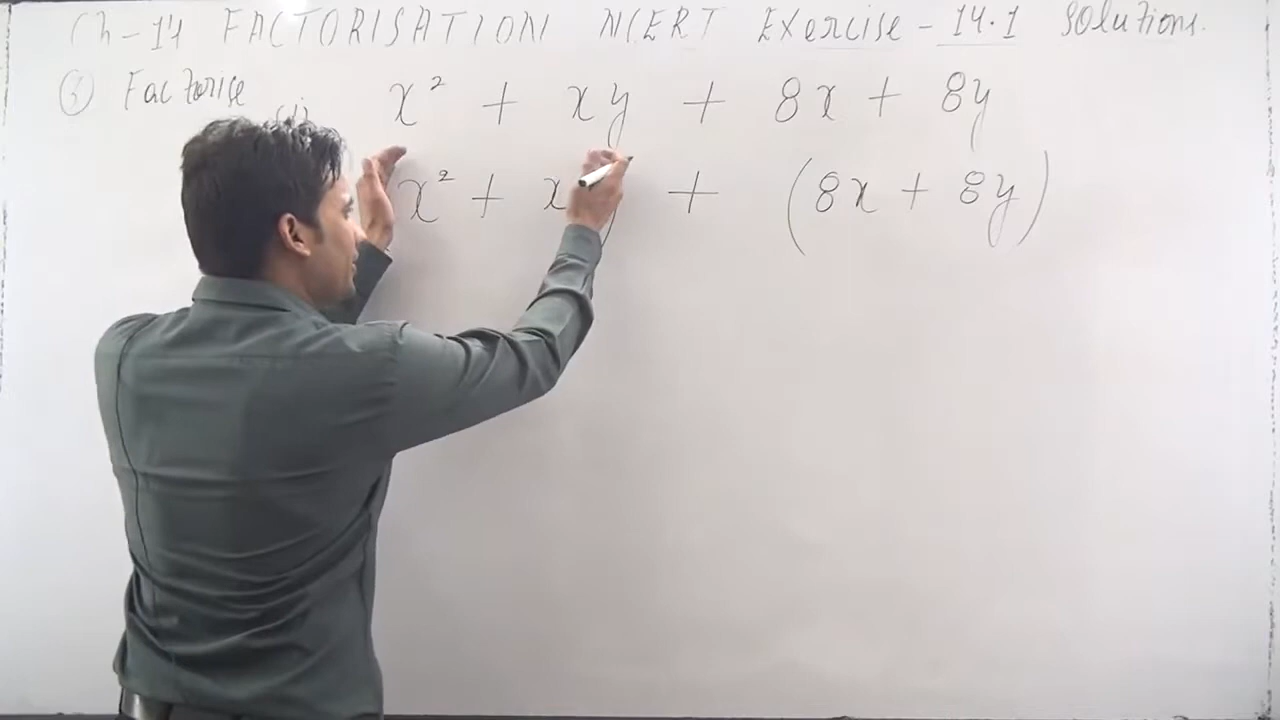 Ch-14 FACTORISATION NCERT Exercise - 14.1 Solutions.
③ Factorise (i) x² + xy + 8x + 8y
x² + xy + (8x + 8y)